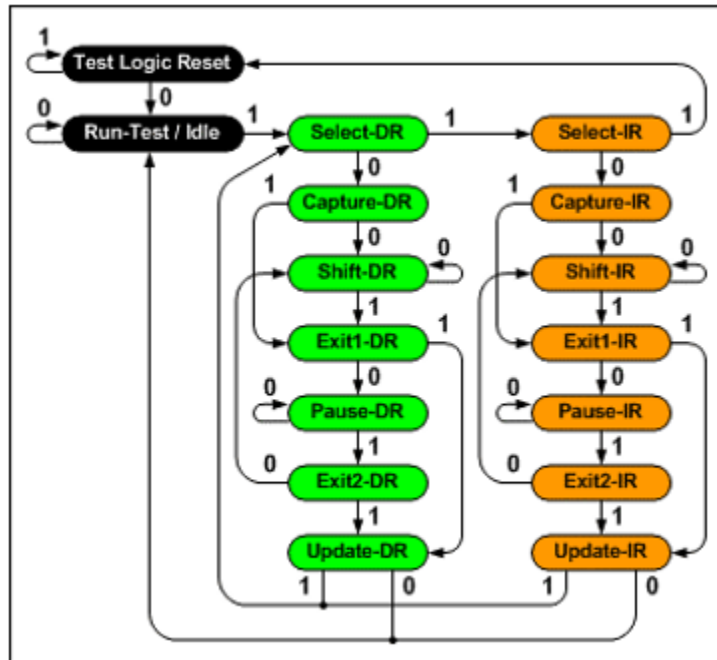 1
Test Logic Reset
0
0
Run-Test / Idle
1
Select-DR
1
Select-IR
1
0
0
1
Capture-DR
1
Capture-IR
0
0
Shift-DR
0
Shift-IR
0
1
1
Exit1-DR
1
Exit1-IR
1
0
0
0
Pause-DR
0
Pause-IR
1
1
0
Exit2-DR
0
Exit2-IR
1
1
Update-DR
Update-IR
1
0
1
0